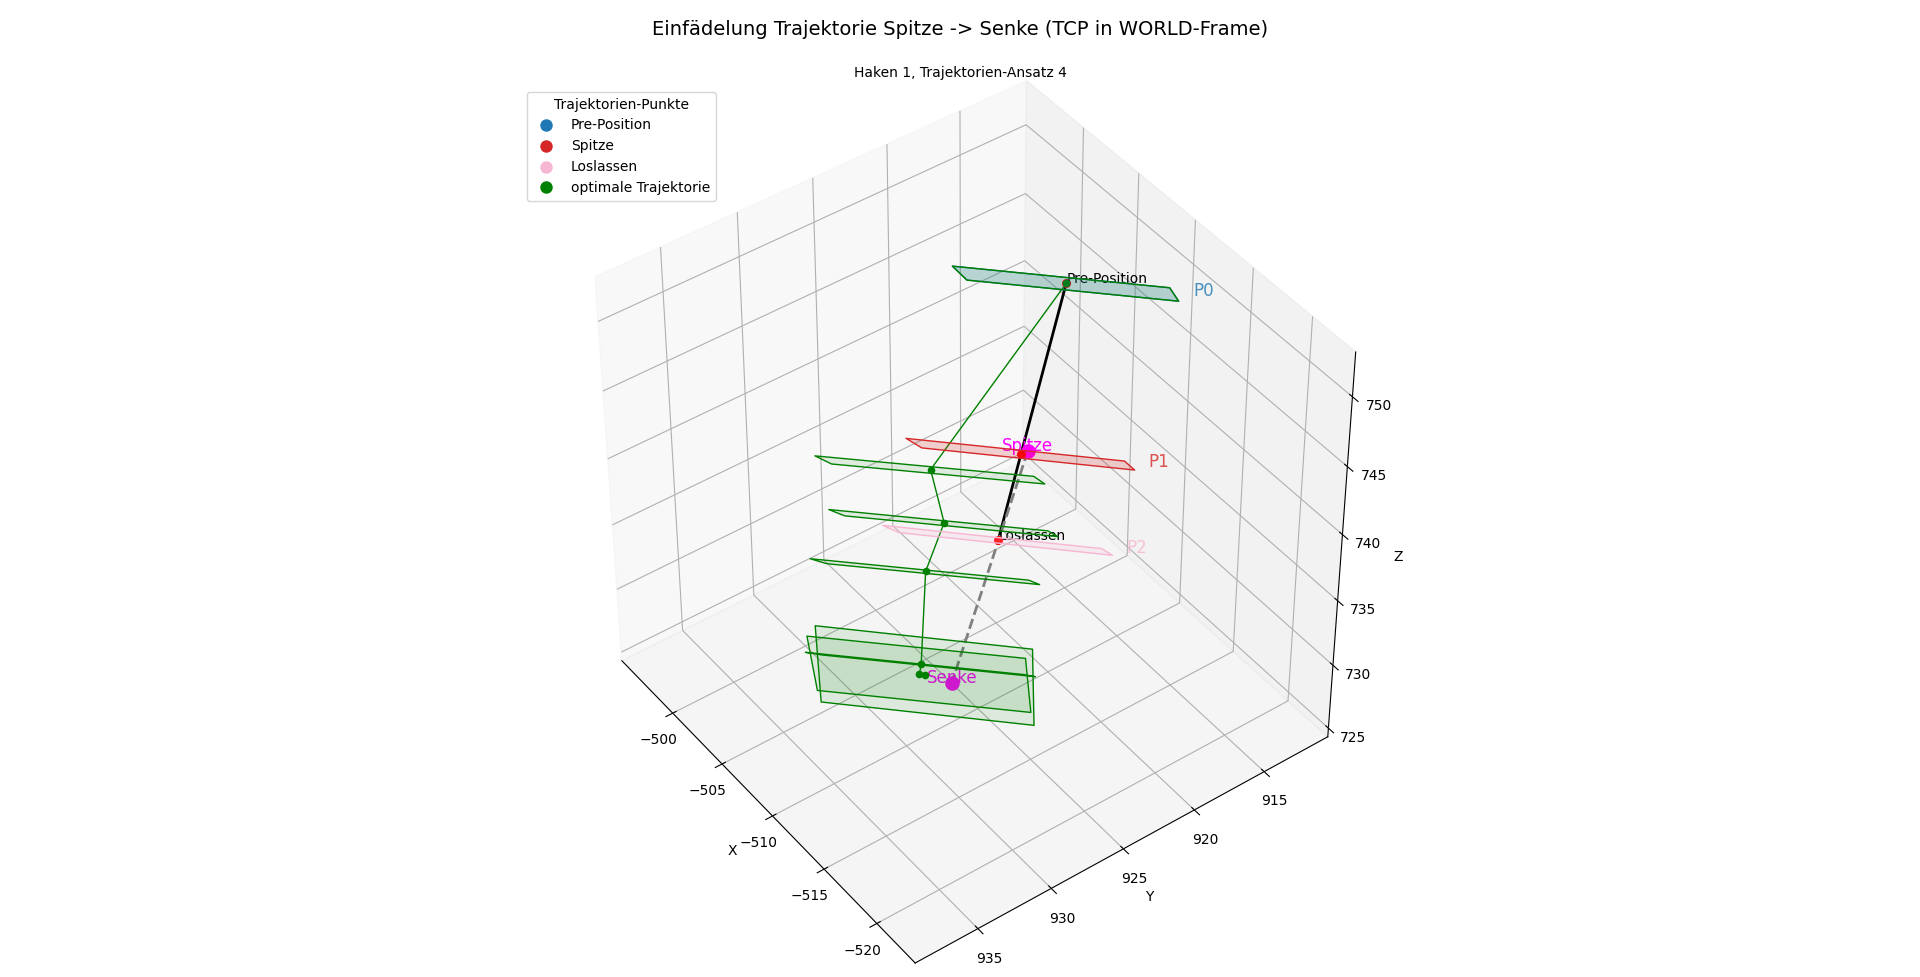 Einfädelung Trajektorie Spitze -> Senke (TCP in WORLD-Frame)
Haken 1, Trajektorien-Ansatz 4
Trajektorien-Punkte
Pre-Position
Spitze
Loslassen
optimale Trajektorie
Pre-Position
P0
Spitze
P1
Loslassen
P2
Senke
750
745
740
Z
735
730
725
−500
−505
−510
X
−515
−520
915
920
925
Y
930
935